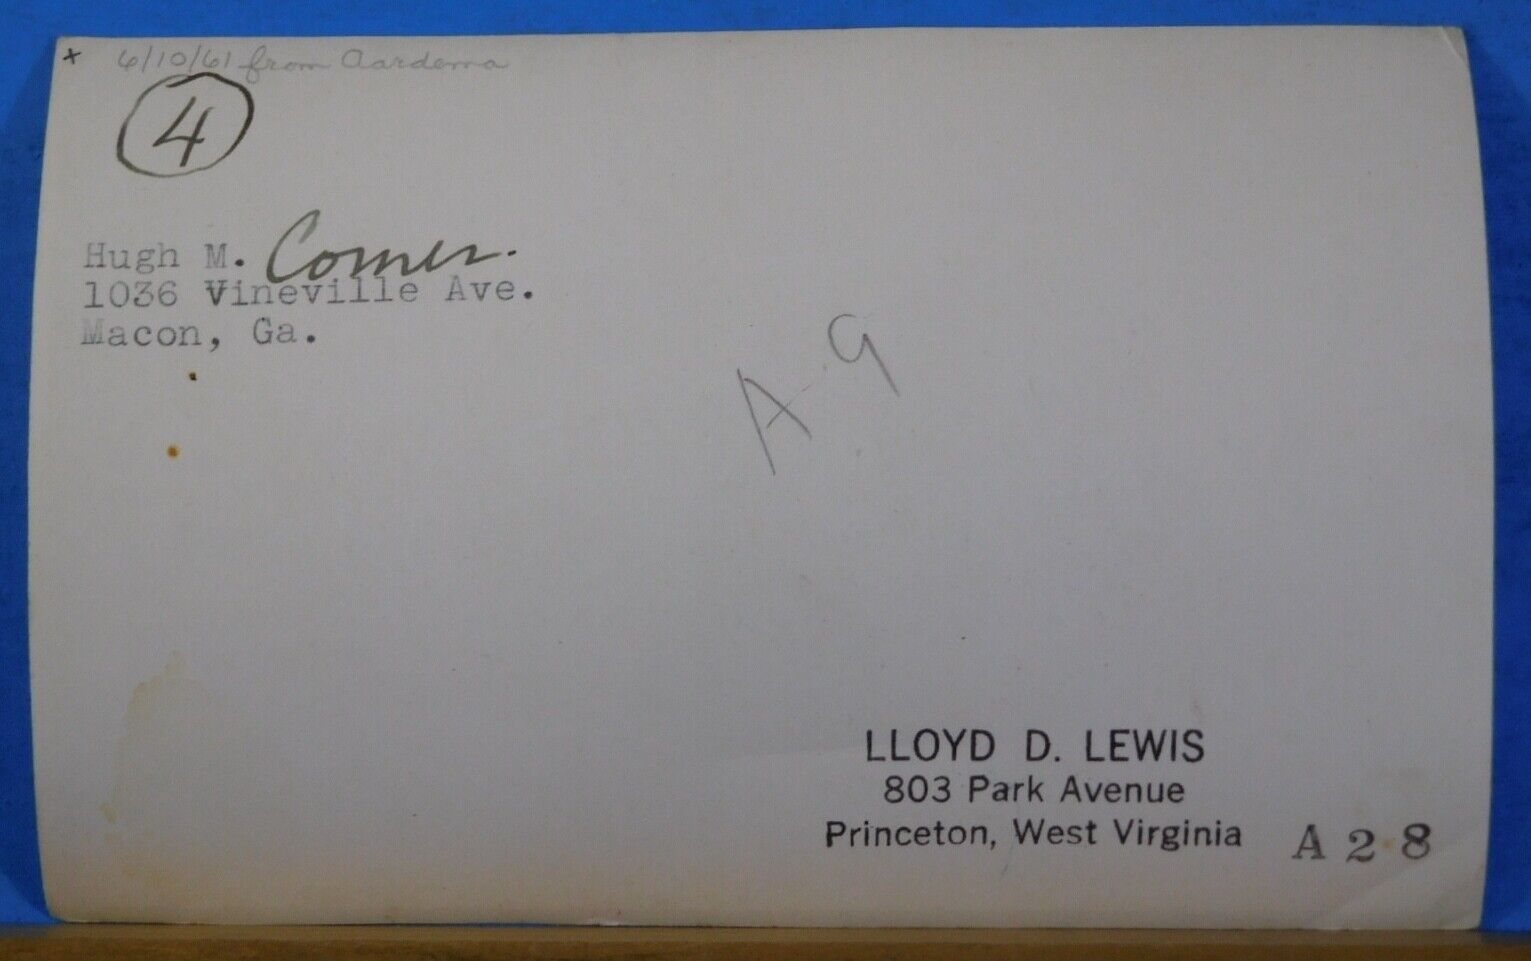 + 6/10/61 from Aardema
4
Hugh M. Comer.
1036 Vineville Ave.
Macon, Ga.
A-9
LLOYD D. LEWIS
803 Park Avenue
Princeton, West Virginia
A 2 8